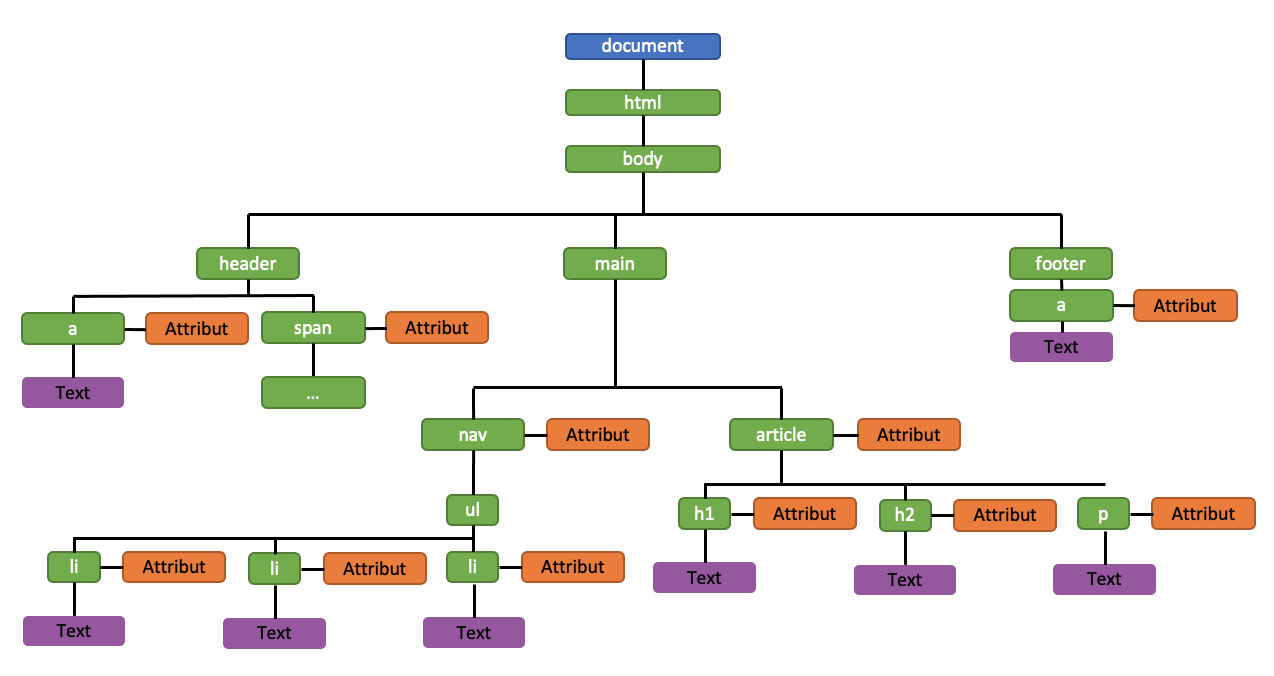 document
html
body
header
main
footer
a
Attribut
span
Attribut
a
Attribut
Text
...
Text
nav
Attribut
article
Attribut
ul
h1
Attribut
h2
Attribut
p
Attribut
li
Attribut
li
Attribut
li
Attribut
Text
Text
Text
Text
Text
Text